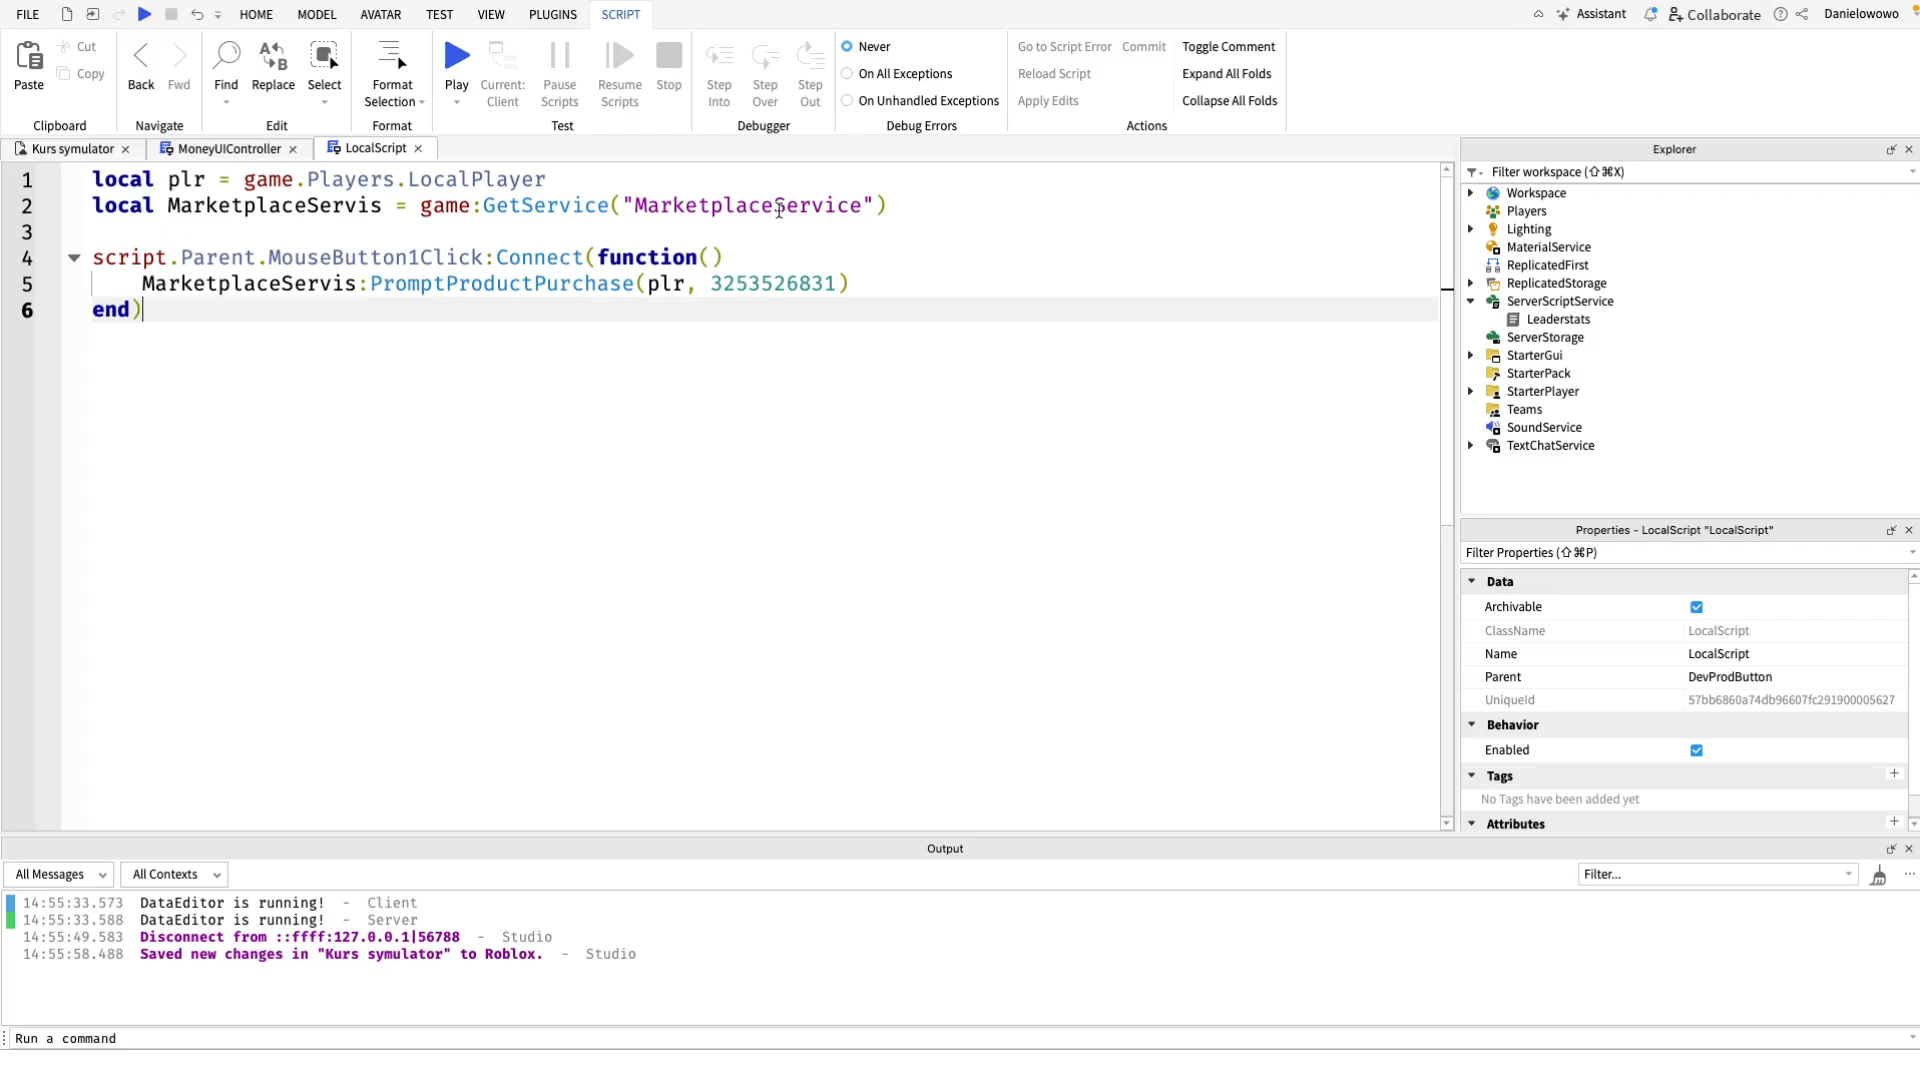 FILE HOME MODEL AVATAR TEST VIEW PLUGINS SCRIPT Assistant Collaborate Danielowowo
Paste Cut Copy Back Fwd Find Replace Select Format Selection Play Current: Client Pause Scripts Resume Scripts Stop Step Into Step Over Step Out Never On All Exceptions On Unhandled Exceptions Go to Script Error Commit Reload Script Apply Edits Toggle Comment Expand All Folds Collapse All Folds
Clipboard Navigate Edit Format Test Debugger Debug Errors Actions
Kurs symulator MoneyUIController LocalScript
1 local plr = game.Players.LocalPlayer
2 local MarketplaceServis = game:GetService("MarketplaceService")
3
4 script.Parent.MouseButton1Click:Connect(function()
5 MarketplaceServis:PromptProductPurchase(plr, 3253526831)
6 end)
Explorer
Filter workspace (⇧⌘X)
Workspace
Players
Lighting
MaterialService
ReplicatedFirst
ReplicatedStorage
ServerScriptService
Leaderstats
ServerStorage
StarterGui
StarterPack
StarterPlayer
Teams
SoundService
TextChatService
Properties - LocalScript "LocalScript"
Filter Properties (⇧⌘P)
Data
Archivable
ClassName LocalScript
Name LocalScript
Parent DevProdButton
UniqueId 57bb6860a74db96607fc291900005627
Behavior
Enabled
Tags
No Tags have been added yet
Attributes
Output
All Messages All Contexts Filter...
14:55:33.573 DataEditor is running! - Client
14:55:33.588 DataEditor is running! - Server
14:55:49.583 Disconnect from ::ffff:127.0.0.1|56788 - Studio
14:55:58.488 Saved new changes in "Kurs symulator" to Roblox. - Studio
Run a command